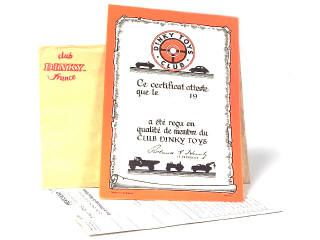 club
DINKY
France
DINKY TOYS
CLUB
Ce certificat atteste
que le 19
a été reçu en
qualité de membre du
CLUB DINKY TOYS